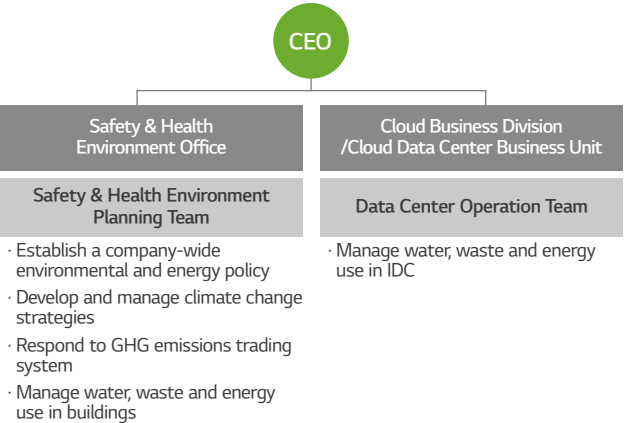 CEO
Safety & Health
Environment Office
Cloud Business Division
/Cloud Data Center Business Unit
Safety & Health Environment
Planning Team
Data Center Operation Team
· Establish a company-wide
environmental and energy policy
· Develop and manage climate change
strategies
· Respond to GHG emissions trading
system
· Manage water, waste and energy
use in buildings
· Manage water, waste and energy
use in IDC